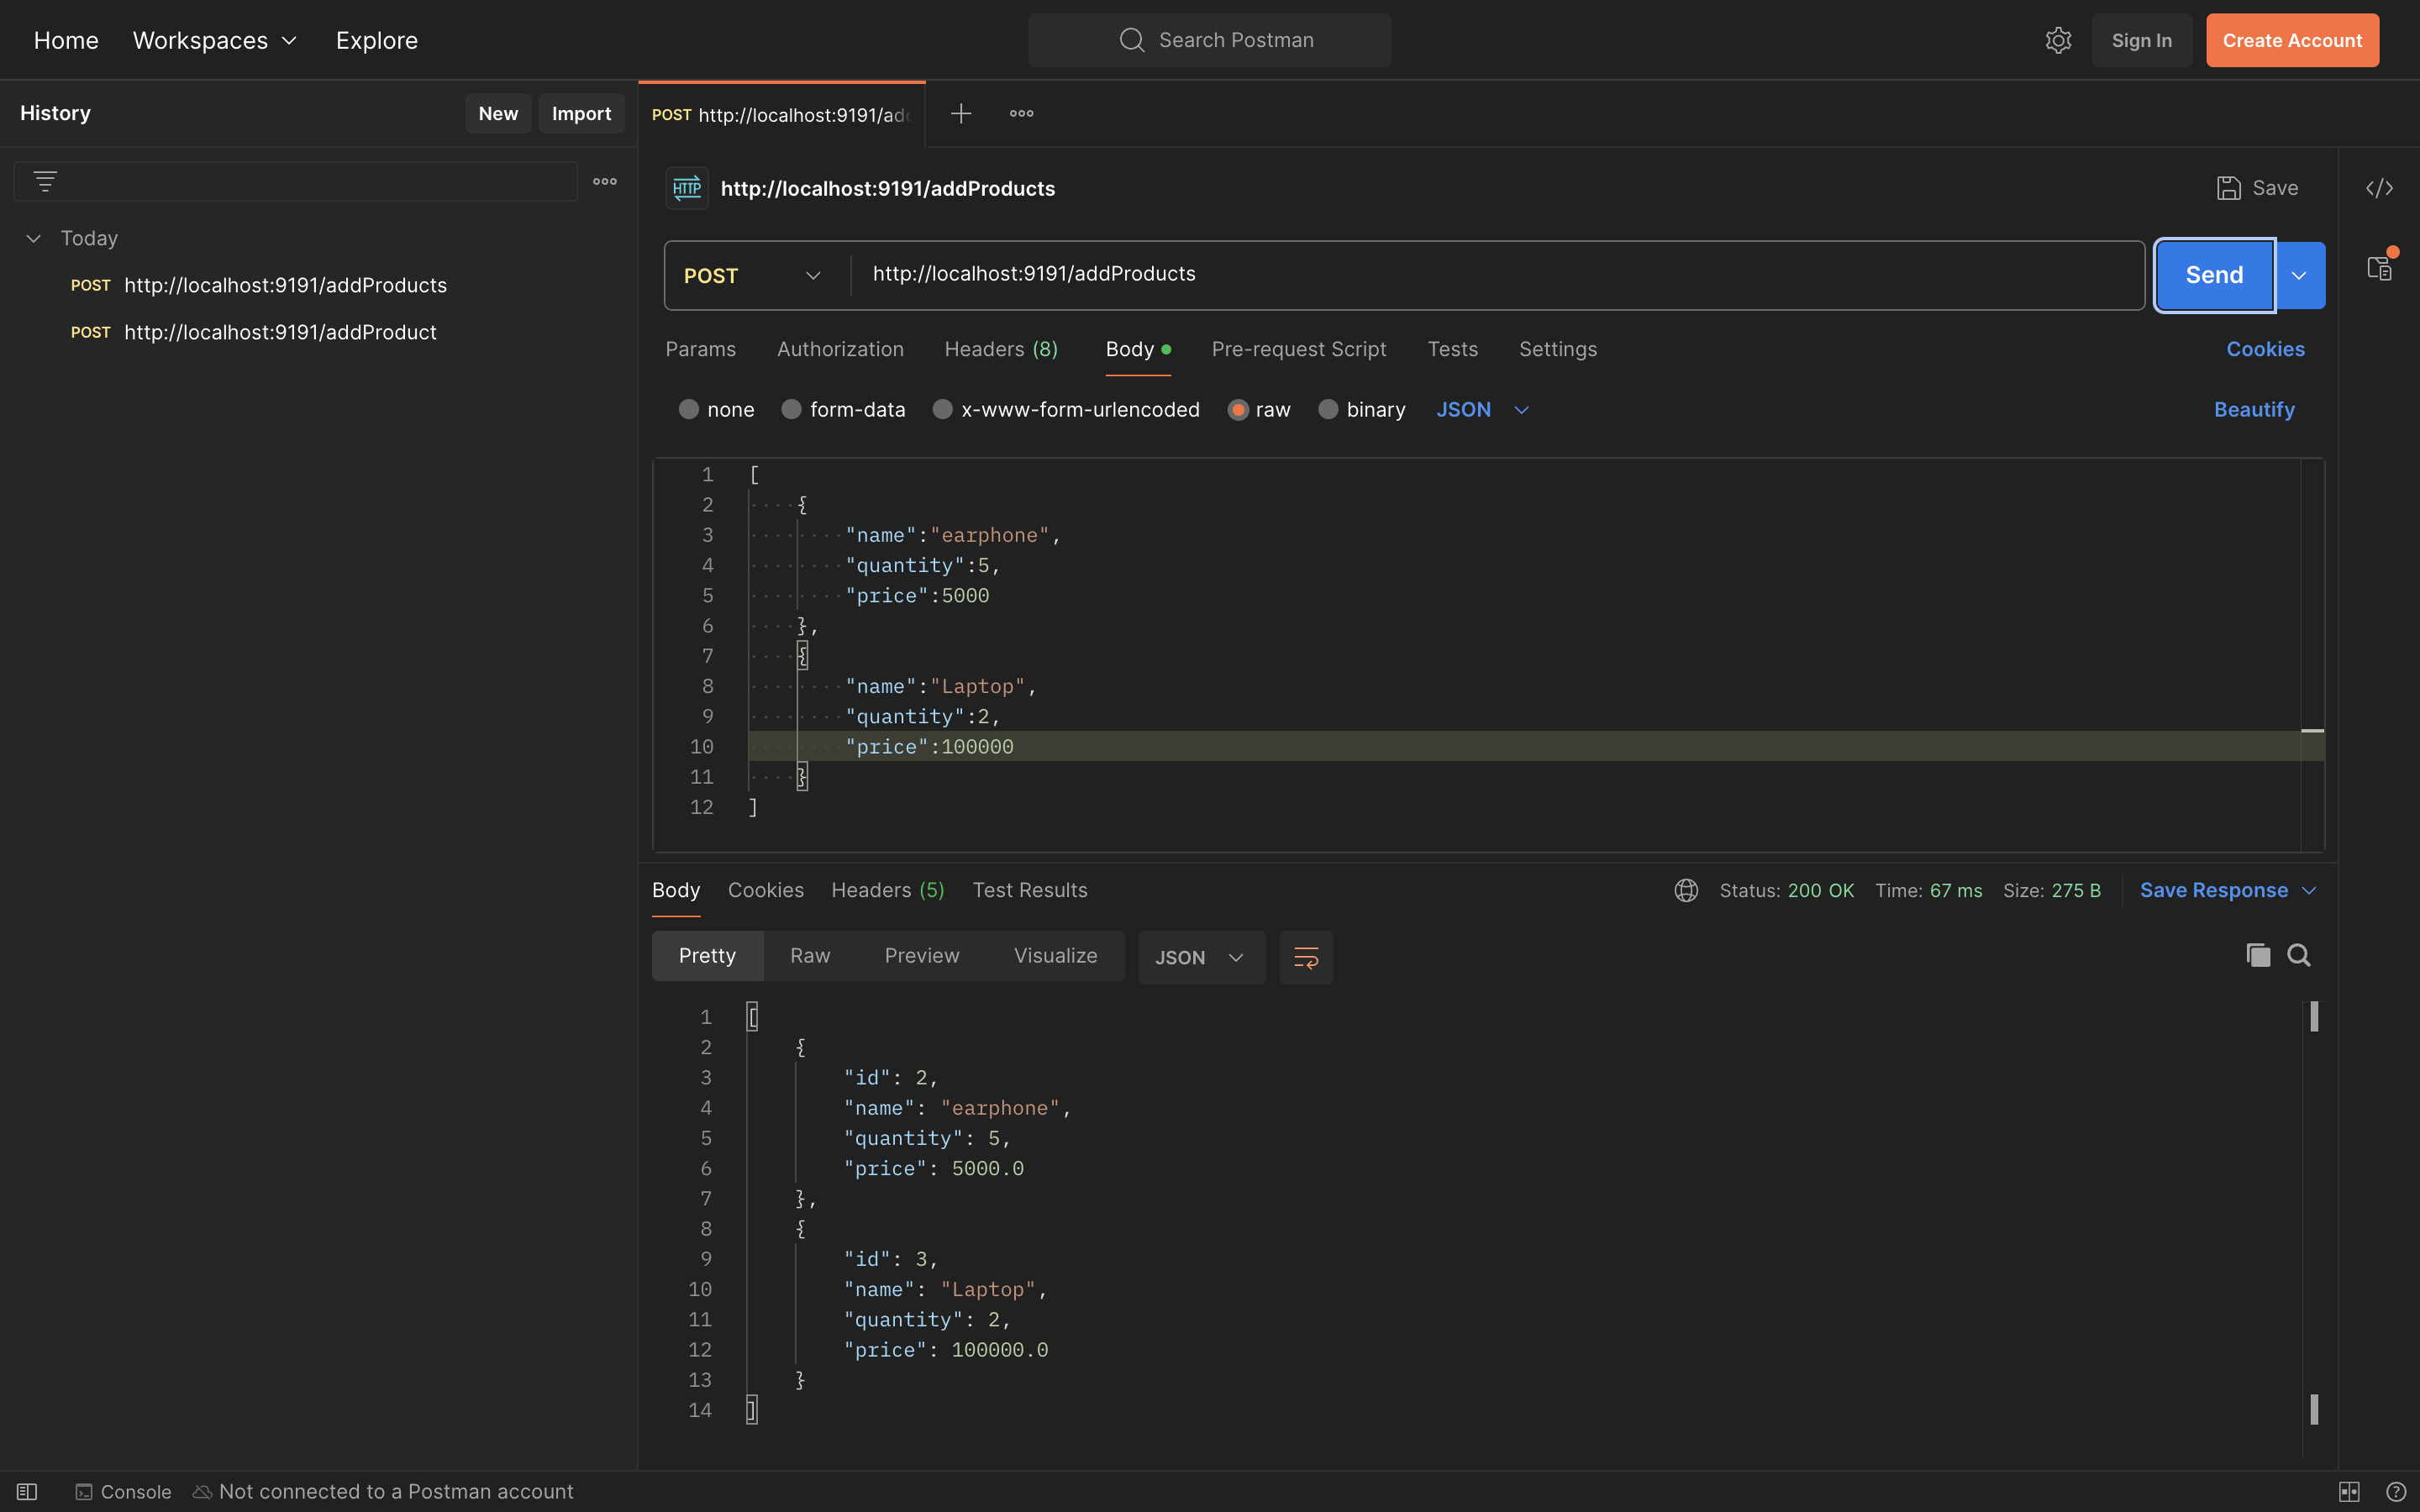 Home Workspaces Explore Search Postman Sign In Create Account
History New Import
POST http://localhost:9191/ad
HTTP http://localhost:9191/addProducts Save
Today
POST http://localhost:9191/addProducts
POST http://localhost:9191/addProduct
POST http://localhost:9191/addProducts Send
Params Authorization Headers (8) Body Pre-request Script Tests Settings Cookies
none form-data x-www-form-urlencoded raw binary JSON Beautify
1 [
2 {
3 "name":"earphone",
4 "quantity":5,
5 "price":5000
6 },
7 {
8 "name":"Laptop",
9 "quantity":2,
10 "price":100000
11 }
12 ]
Body Cookies Headers (5) Test Results Status: 200 OK Time: 67 ms Size: 275 B Save Response
Pretty Raw Preview Visualize JSON
1 [
2 {
3 "id": 2,
4 "name": "earphone",
5 "quantity": 5,
6 "price": 5000.0
7 },
8 {
9 "id": 3,
10 "name": "Laptop",
11 "quantity": 2,
12 "price": 100000.0
13 }
14 ]
Console Not connected to a Postman account